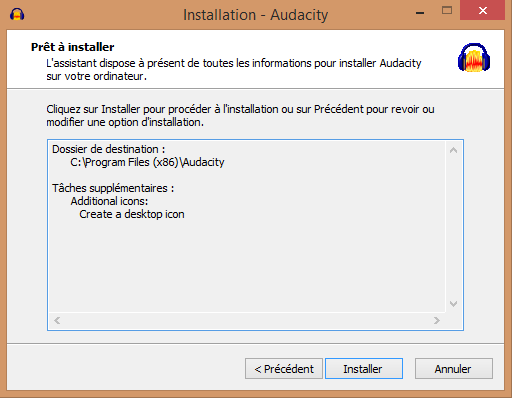 Installation - Audacity
Prêt à installer
L'assistant dispose à présent de toutes les informations pour installer Audacity
sur votre ordinateur.
Cliquez sur Installer pour procéder à l'installation ou sur Précédent pour revoir ou
modifier une option d'installation.
Dossier de destination :
C:\Program Files (x86)\Audacity
Tâches supplémentaires :
Additional icons:
Create a desktop icon
< Précédent
Installer
Annuler